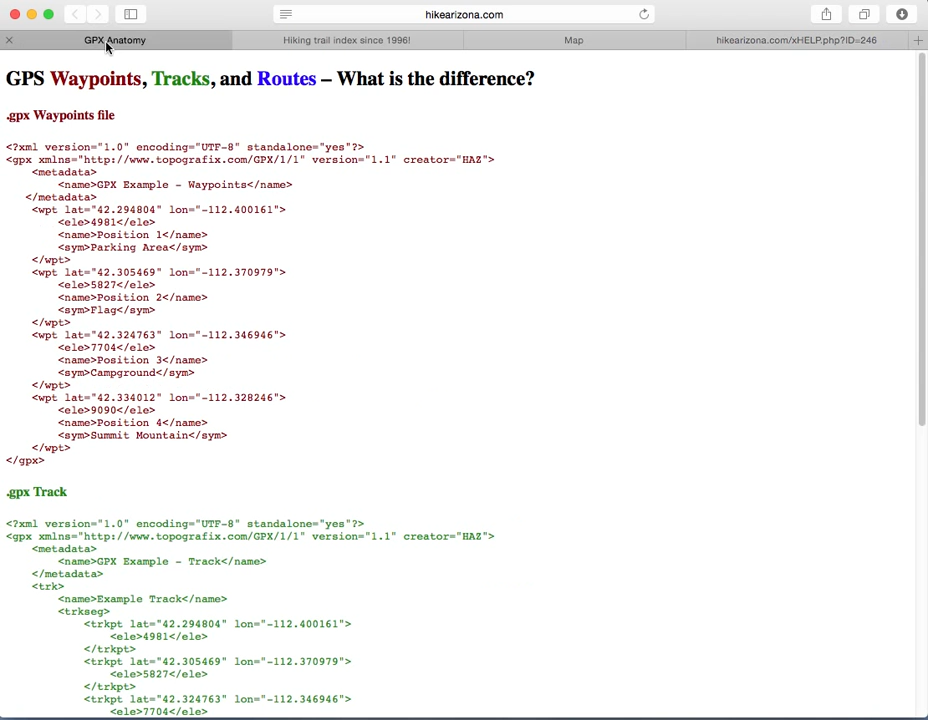 hikearizona.com
GPX Anatomy
Hiking trail index since 1996!
Map
hikearizona.com/xHELP.php?ID=246
GPS Waypoints, Tracks, and Routes – What is the difference?
.gpx Waypoints file
<?xml version="1.0" encoding="UTF-8" standalone="yes"?>
<gpx xmlns="http://www.topografix.com/GPX/1/1" version="1.1" creator="HAZ">
<metadata>
<name>GPX Example - Waypoints</name>
</metadata>
<wpt lat="42.294804" lon="-112.400161">
<ele>4981</ele>
<name>Position 1</name>
<sym>Parking Area</sym>
</wpt>
<wpt lat="42.305469" lon="-112.370979">
<ele>5827</ele>
<name>Position 2</name>
<sym>Flag</sym>
</wpt>
<wpt lat="42.324763" lon="-112.346946">
<ele>7704</ele>
<name>Position 3</name>
<sym>Campground</sym>
</wpt>
<wpt lat="42.334012" lon="-112.328246">
<ele>9090</ele>
<name>Position 4</name>
<sym>Summit Mountain</sym>
</wpt>
</gpx>
.gpx Track
<?xml version="1.0" encoding="UTF-8" standalone="yes"?>
<gpx xmlns="http://www.topografix.com/GPX/1/1" version="1.1" creator="HAZ">
<metadata>
<name>GPX Example - Track</name>
</metadata>
<trk>
<name>Example Track</name>
<trkseg>
<trkpt lat="42.294804" lon="-112.400161">
<ele>4981</ele>
</trkpt>
<trkpt lat="42.305469" lon="-112.370979">
<ele>5827</ele>
</trkpt>
<trkpt lat="42.324763" lon="-112.346946">
<ele>7704</ele>